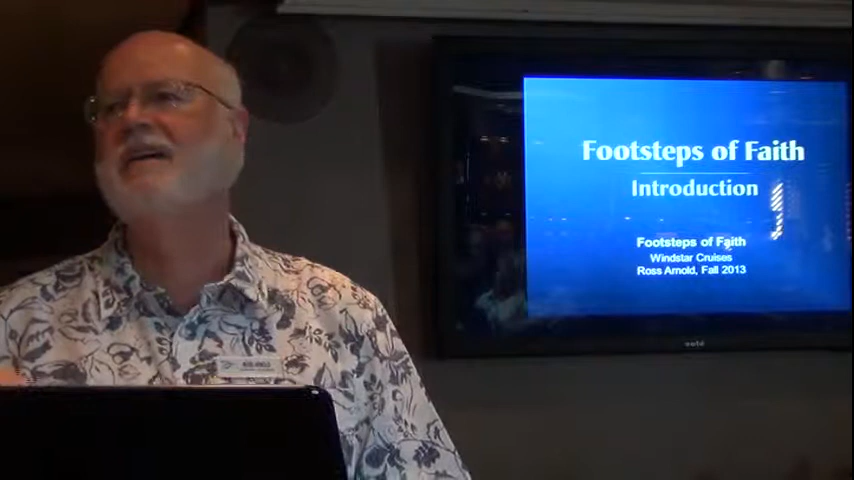 Footsteps of Faith
Introduction
Footsteps of Faith
Windstar Cruises
Ross Arnold, Fall 2013